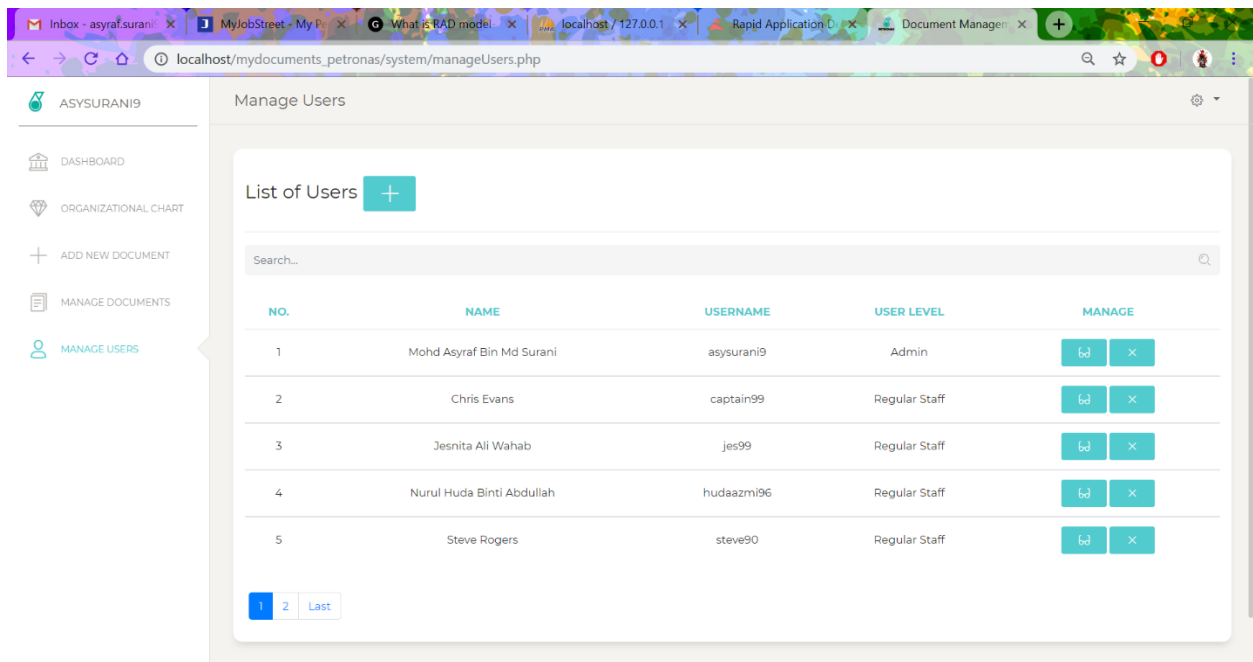 Inbox - asyraf.surani
MyJobStreet - My Pe
What is RAD model
localhost / 127.0.0.1
Rapid Application D
Document Managem
localhost/mydocuments_petronas/system/manageUsers.php
ASYSURANI9
Manage Users
DASHBOARD
ORGANIZATIONAL CHART
ADD NEW DOCUMENT
MANAGE DOCUMENTS
MANAGE USERS
List of Users
Search...
NO. NAME USERNAME USER LEVEL MANAGE
1 Mohd Asyraf Bin Md Surani asysurani9 Admin
2 Chris Evans captain99 Regular Staff
3 Jesnita Ali Wahab jes99 Regular Staff
4 Nurul Huda Binti Abdullah hudaazmi96 Regular Staff
5 Steve Rogers steve90 Regular Staff
1 2 Last